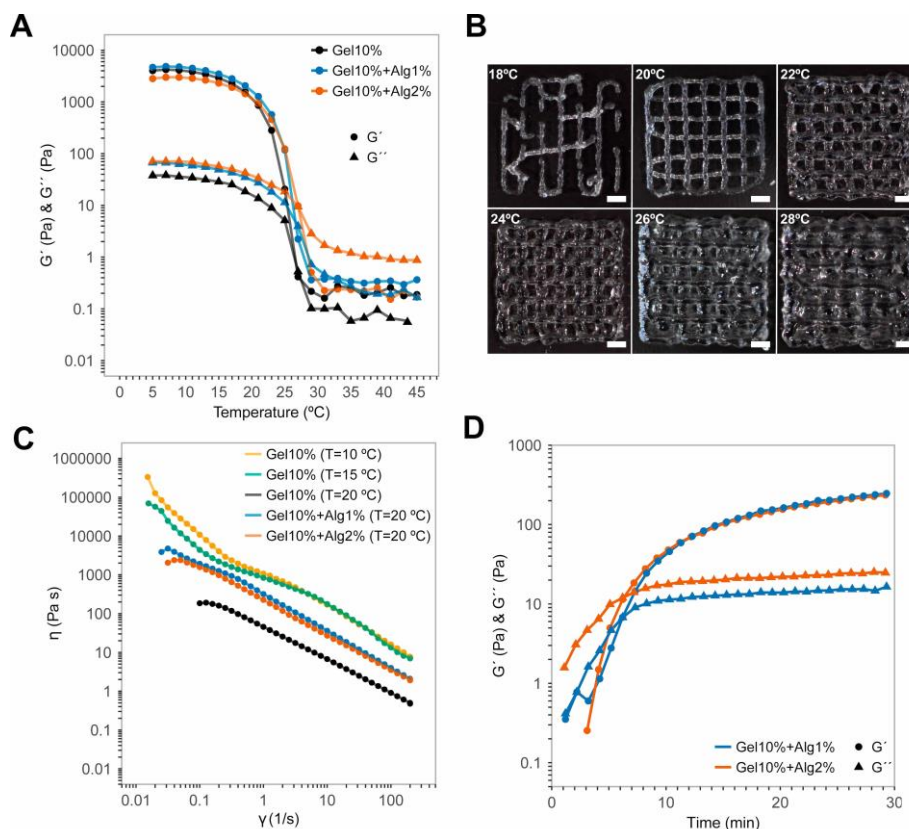 A
10000
1000
100
10
1
0.1
0.01
G´ (Pa) & G´´ (Pa)
0 5 10 15 20 25 30 35 40 45
Temperature (ºC)
Gel10%
Gel10%+Alg1%
Gel10%+Alg2%
G´
G´´
B
18ºC
20ºC
22ºC
24ºC
26ºC
28ºC
C
1000000
100000
10000
1000
100
10
1
0.1
0.01
η (Pa s)
0.01 0.1 1 10 100
γ (1/s)
Gel10% (T=10 ºC)
Gel10% (T=15 ºC)
Gel10% (T=20 ºC)
Gel10%+Alg1% (T=20 ºC)
Gel10%+Alg2% (T=20 ºC)
D
1000
100
10
1
0.1
G´ (Pa) & G´´ (Pa)
0 10 20 30
Time (min)
Gel10%+Alg1%
Gel10%+Alg2%
G´
G´´